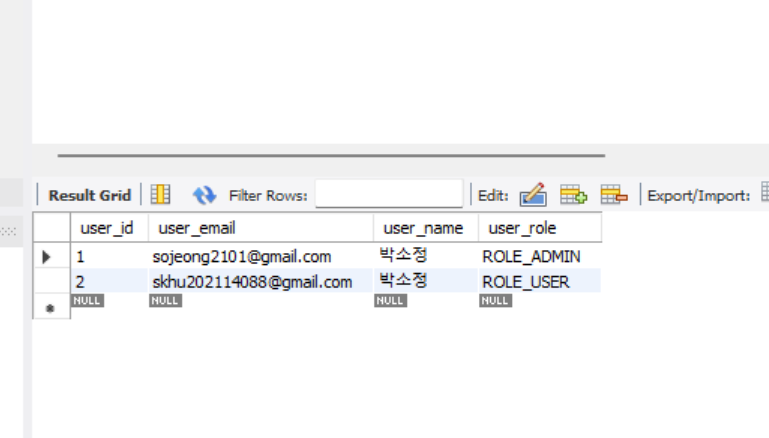 Result Grid Filter Rows: Edit: Export/Import:
user_id user_email user_name user_role
1 sojeong2101@gmail.com 박소정 ROLE_ADMIN
2 skhu202114088@gmail.com 박소정 ROLE_USER
NULL NULL NULL NULL